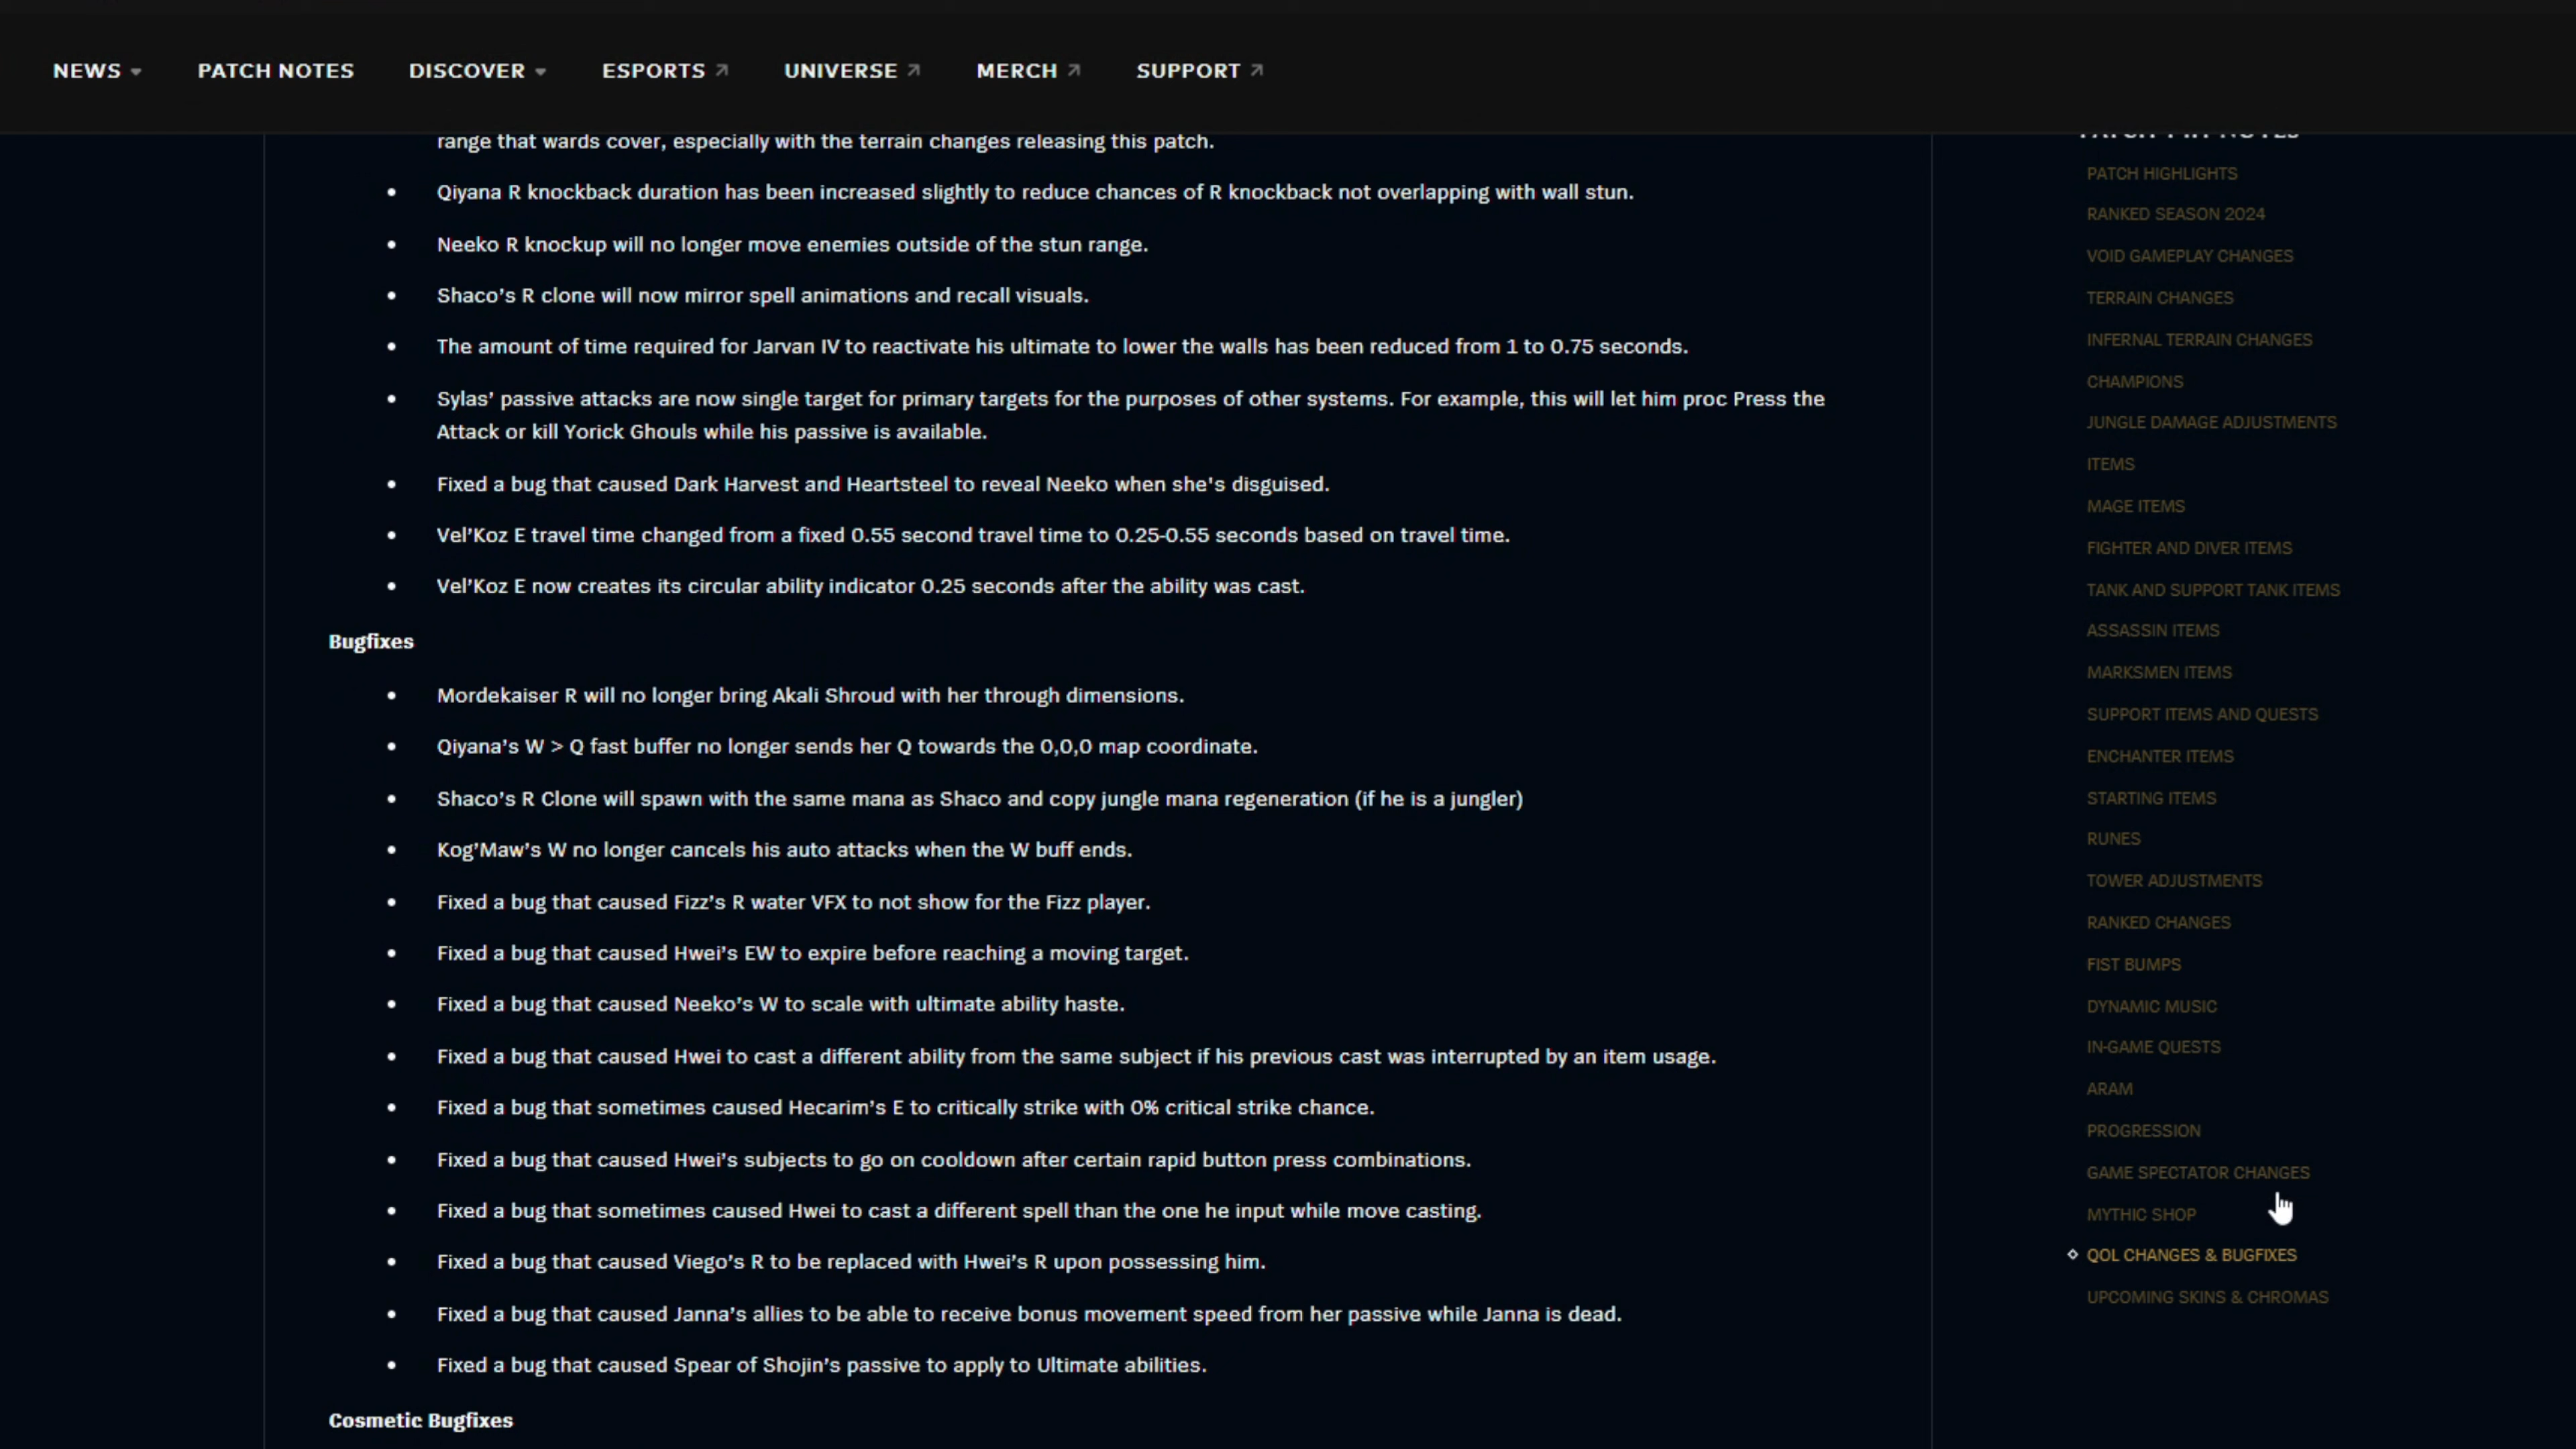 NEWS
PATCH NOTES
DISCOVER
ESPORTS
UNIVERSE
MERCH
SUPPORT
range that wards cover, especially with the terrain changes releasing this patch.
• Qiyana R knockback duration has been increased slightly to reduce chances of R knockback not overlapping with wall stun.
• Neeko R knockup will no longer move enemies outside of the stun range.
• Shaco's R clone will now mirror spell animations and recall visuals.
• The amount of time required for Jarvan IV to reactivate his ultimate to lower the walls has been reduced from 1 to 0.75 seconds.
• Sylas' passive attacks are now single target for primary targets for the purposes of other systems. For example, this will let him proc Press the
Attack or kill Yorick Ghouls while his passive is available.
• Fixed a bug that caused Dark Harvest and Heartsteel to reveal Neeko when she's disguised.
• Vel'Koz E travel time changed from a fixed 0.55 second travel time to 0.25-0.55 seconds based on travel time.
• Vel'Koz E now creates its circular ability indicator 0.25 seconds after the ability was cast.
Bugfixes
• Mordekaiser R will no longer bring Akali Shroud with her through dimensions.
• Qiyana's W > Q fast buffer no longer sends her Q towards the 0,0,0 map coordinate.
• Shaco's R Clone will spawn with the same mana as Shaco and copy jungle mana regeneration (if he is a jungler)
• Kog'Maw's W no longer cancels his auto attacks when the W buff ends.
• Fixed a bug that caused Fizz's R water VFX to not show for the Fizz player.
• Fixed a bug that caused Hwei's EW to expire before reaching a moving target.
• Fixed a bug that caused Neeko's W to scale with ultimate ability haste.
• Fixed a bug that caused Hwei to cast a different ability from the same subject if his previous cast was interrupted by an item usage.
• Fixed a bug that sometimes caused Hecarim's E to critically strike with 0% critical strike chance.
• Fixed a bug that caused Hwei's subjects to go on cooldown after certain rapid button press combinations.
• Fixed a bug that sometimes caused Hwei to cast a different spell than the one he input while move casting.
• Fixed a bug that caused Viego's R to be replaced with Hwei's R upon possessing him.
• Fixed a bug that caused Janna's allies to be able to receive bonus movement speed from her passive while Janna is dead.
• Fixed a bug that caused Spear of Shojin's passive to apply to Ultimate abilities.
Cosmetic Bugfixes
PATCH HIGHLIGHTS
RANKED SEASON 2024
VOID GAMEPLAY CHANGES
TERRAIN CHANGES
INFERNAL TERRAIN CHANGES
CHAMPIONS
JUNGLE DAMAGE ADJUSTMENTS
ITEMS
MAGE ITEMS
FIGHTER AND DIVER ITEMS
TANK AND SUPPORT TANK ITEMS
ASSASSIN ITEMS
MARKSMEN ITEMS
SUPPORT ITEMS AND QUESTS
ENCHANTER ITEMS
STARTING ITEMS
RUNES
TOWER ADJUSTMENTS
RANKED CHANGES
FIST BUMPS
DYNAMIC MUSIC
IN-GAME QUESTS
ARAM
PROGRESSION
GAME SPECTATOR CHANGES
MYTHIC SHOP
QOL CHANGES & BUGFIXES
UPCOMING SKINS & CHROMAS